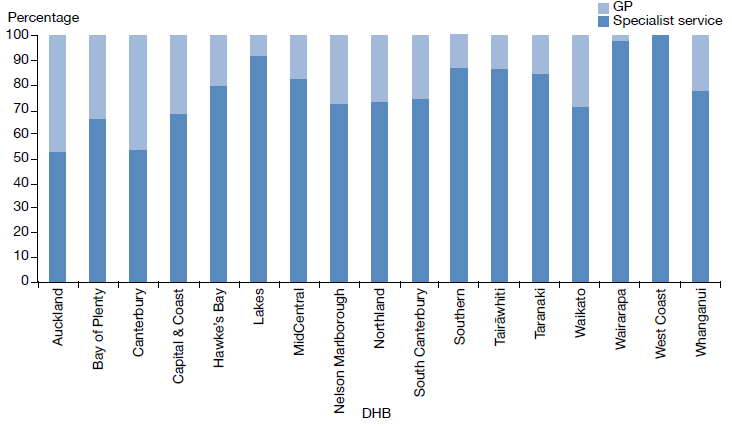 Percentage
GP
Specialist service
100
90
80
70
60
50
40
30
20
10
0
Auckland
Bay of Plenty
Canterbury
Capital & Coast
Hawke's Bay
Lakes
MidCentral
Nelson Marlborough
Northland
South Canterbury
Southern
Tairāwhiti
Taranaki
Waikato
Wairarapa
West Coast
Whanganui
DHB